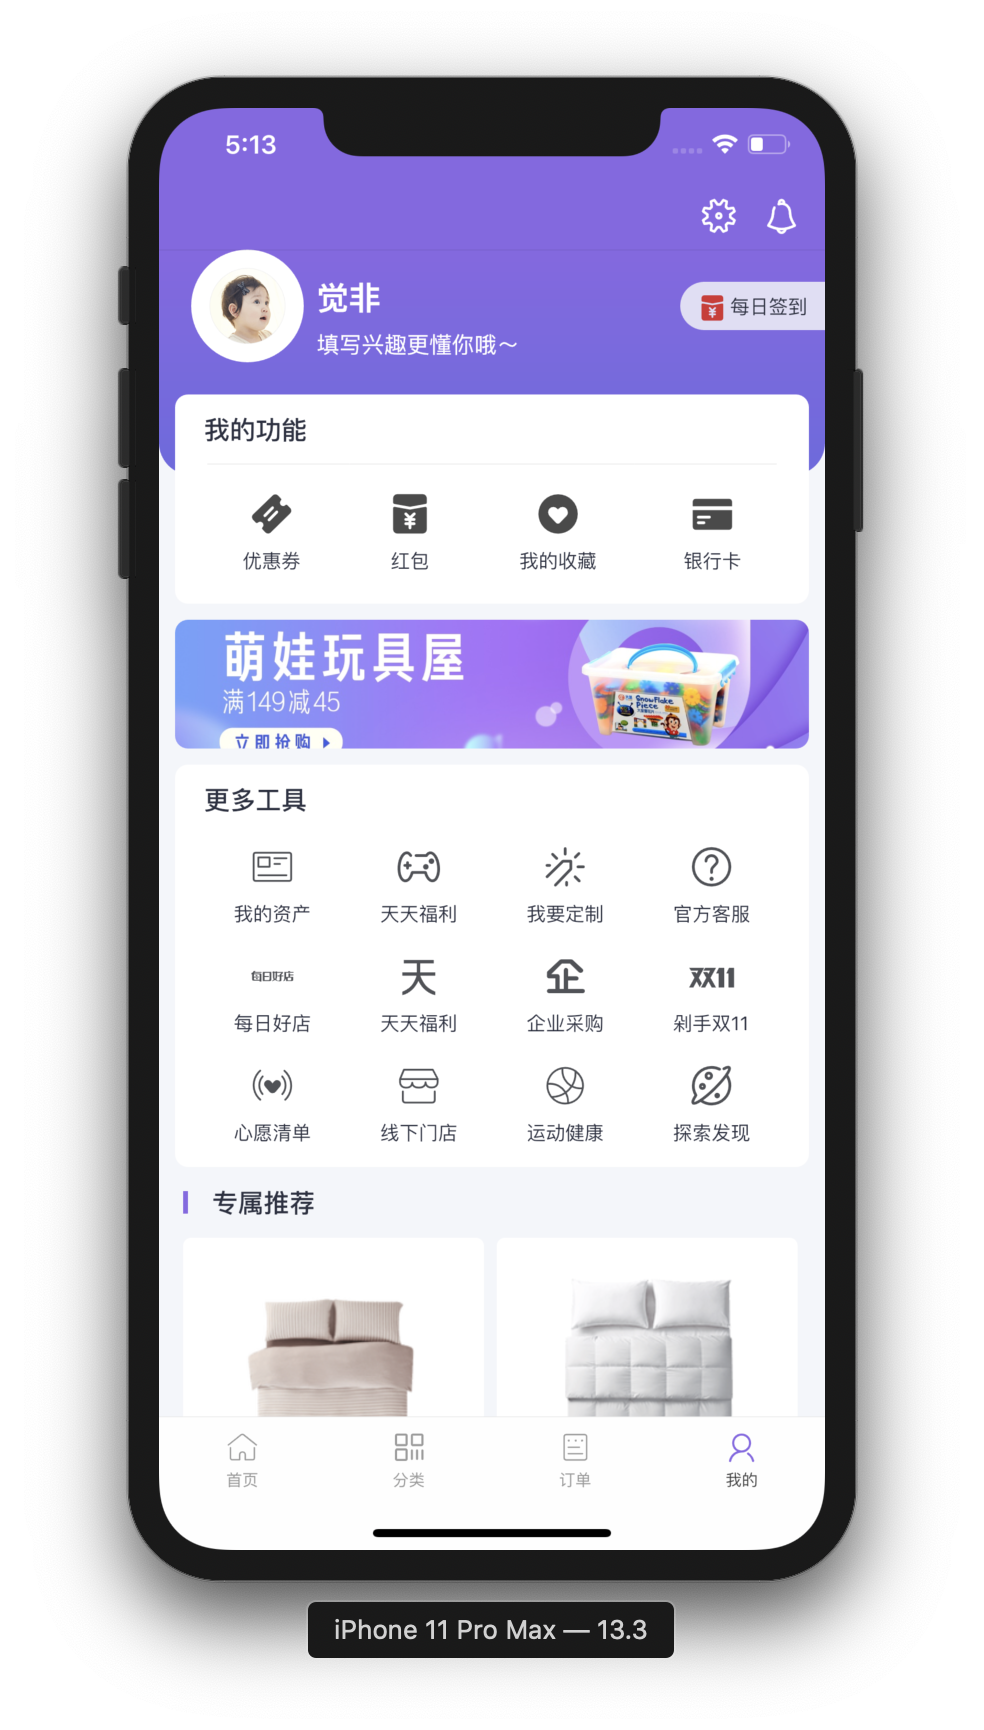 5:13
觉非
填写兴趣更懂你哦～
每日签到
我的功能
优惠券 红包 我的收藏 银行卡
萌娃玩具屋
满149减45
立即抢购
Snowflake
Piece
更多工具
我的资产 天天福利 我要定制 官方客服
每日好店 天 企 双11
每日好店 天天福利 企业采购 剁手双11
心愿清单 线下门店 运动健康 探索发现
专属推荐
首页 分类 订单 我的
iPhone 11 Pro Max — 13.3